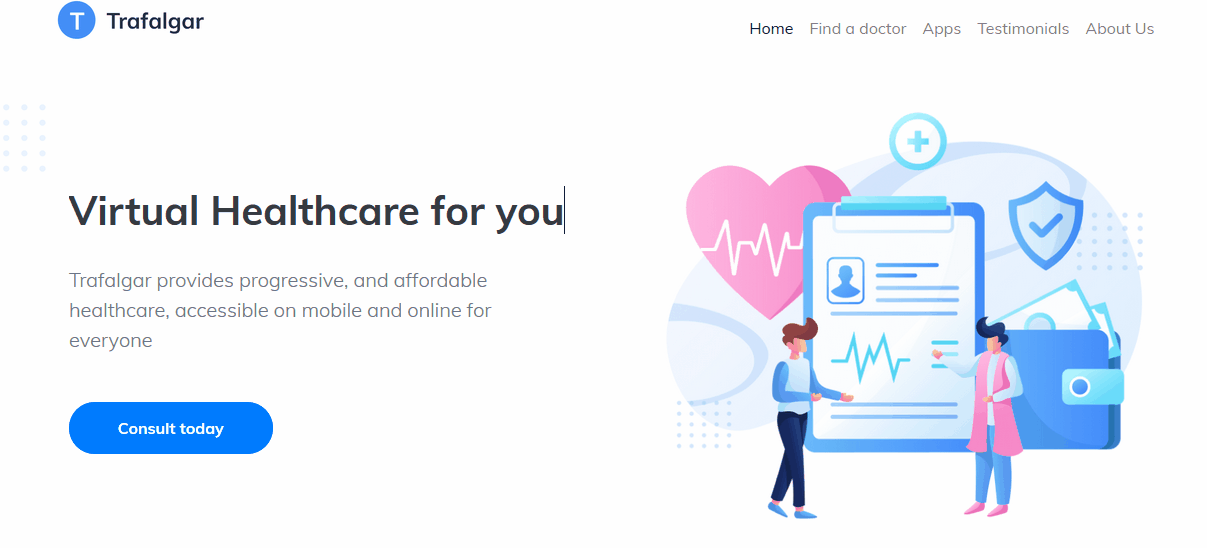 T Trafalgar
Home Find a doctor Apps Testimonials About Us
Virtual Healthcare for you
Trafalgar provides progressive, and affordable
healthcare, accessible on mobile and online for
everyone
Consult today